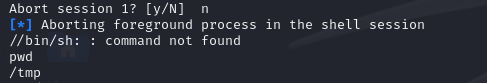 Abort session 1? [y/N]  n
[*] Aborting foreground process in the shell session
//bin/sh: : command not found
pwd
/tmp